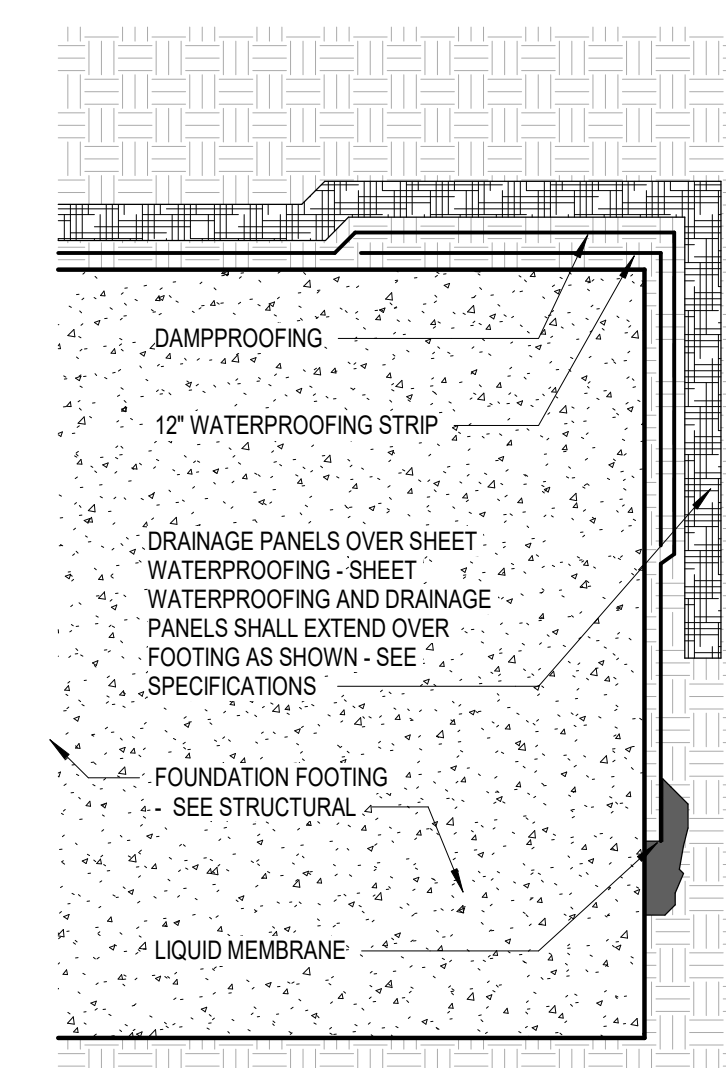 DAMPPROOFING
12" WATERPROOFING STRIP
DRAINAGE PANELS OVER SHEET
WATERPROOFING - SHEET
WATERPROOFING AND DRAINAGE
PANELS SHALL EXTEND OVER
FOOTING AS SHOWN - SEE
SPECIFICATIONS
FOUNDATION FOOTING
- SEE STRUCTURAL
LIQUID MEMBRANE